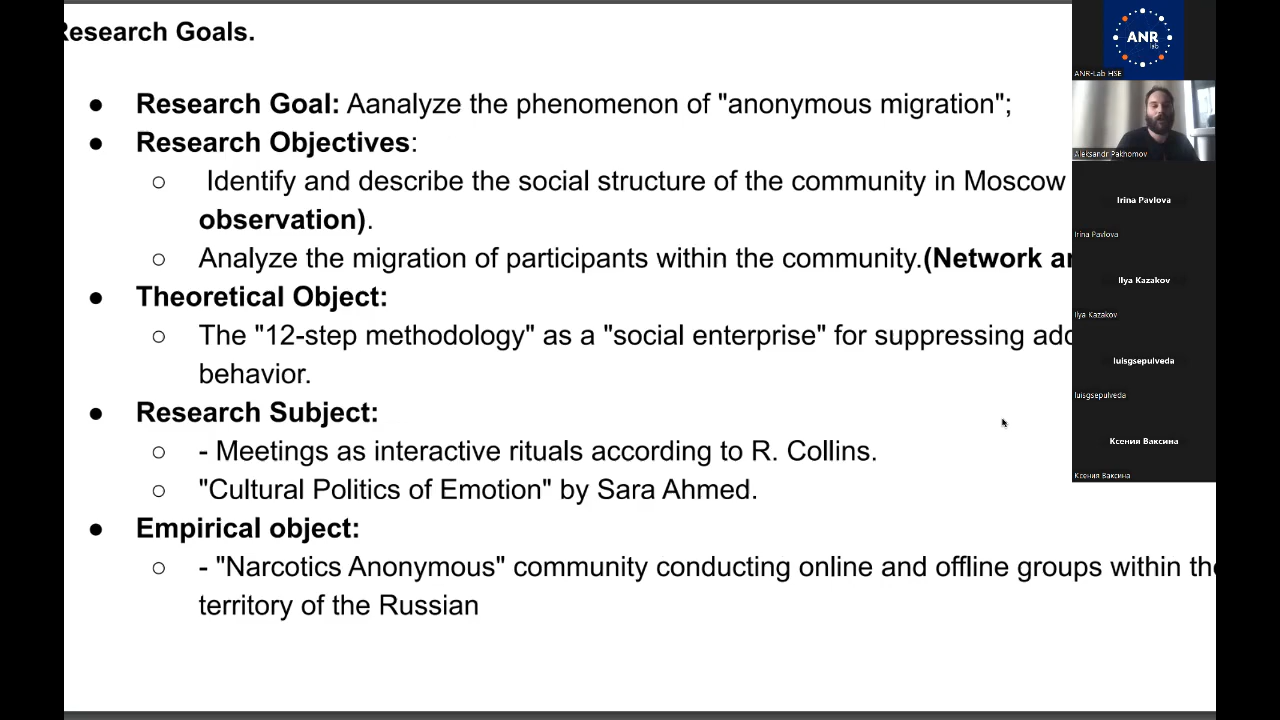 Research Goals.
● Research Goal: Aanalyze the phenomenon of "anonymous migration";
● Research Objectives:
○ Identify and describe the social structure of the community in Moscow
observation).
○ Analyze the migration of participants within the community.(Network
● Theoretical Object:
○ The "12-step methodology" as a "social enterprise" for suppressing
behavior.
● Research Subject:
○ - Meetings as interactive rituals according to R. Collins.
○ "Cultural Politics of Emotion" by Sara Ahmed.
● Empirical object:
○ - "Narcotics Anonymous" community conducting online and offline groups within the
territory of the Russian
ANR
lab
ANR-Lab HSE
Aleksandr Pakhomov
Irina Pavlova
Irina Pavlova
Ilya Kazakov
Ilya Kazakov
luisgsepulveda
luisgsepulveda
Ксения Ваксина
Ксения Ваксина